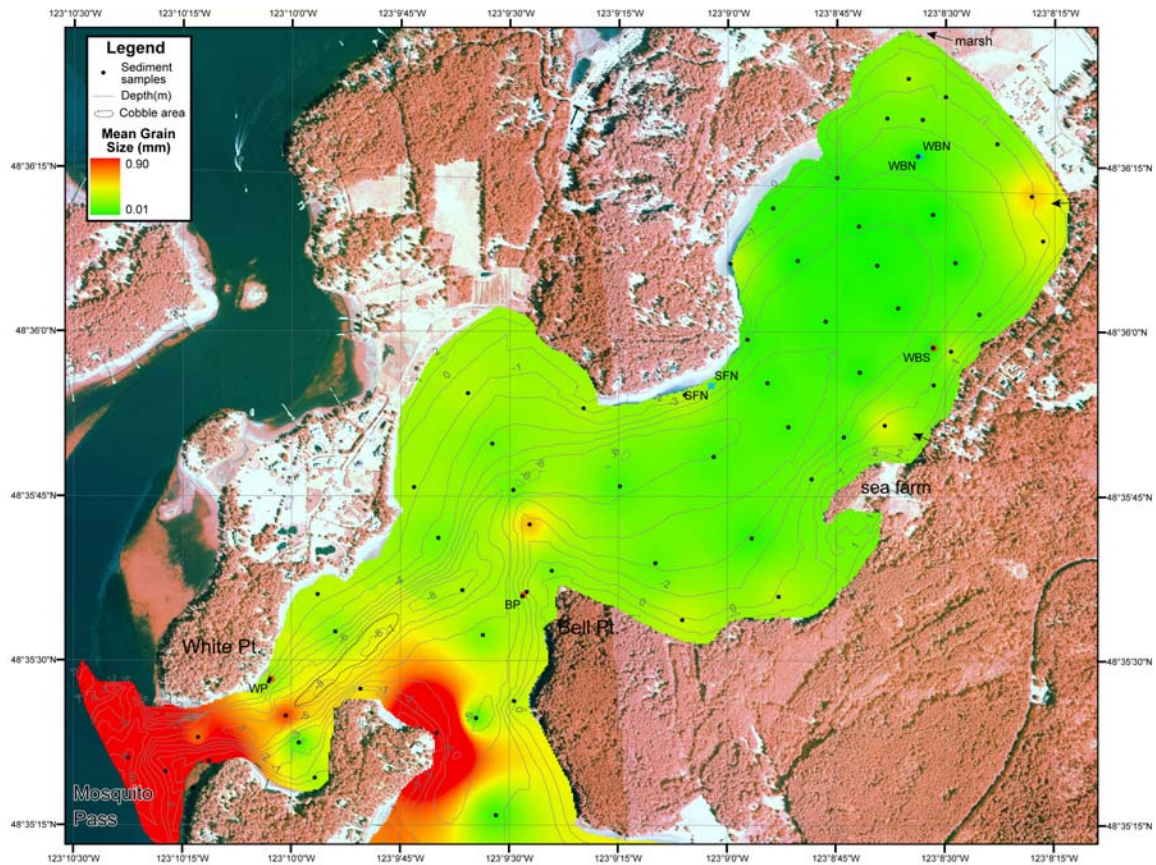 123°10'30"W 123°10'15"W 123°10'0"W 123°9'45"W 123°9'30"W 123°9'15"W 123°9'0"W 123°8'45"W 123°8'30"W 123°8'15"W
Legend
Sediment
samples
Depth(m)
Cobble area
Mean Grain
Size (mm)
0.90
0.01
marsh
WBN
WBN
48°36'15"N 48°36'15"N
48°36'0"N 48°36'0"N
WBS
SFN
SFN
48°35'45"N 48°35'45"N
sea farm
BP
Bell Pt.
White Pt.
48°35'30"N 48°35'30"N
WP
Mosquito
Pass
48°35'15"N 48°35'15"N
123°10'30"W 123°10'15"W 123°10'0"W 123°9'45"W 123°9'30"W 123°9'15"W 123°9'0"W 123°8'45"W 123°8'30"W 123°8'15"W